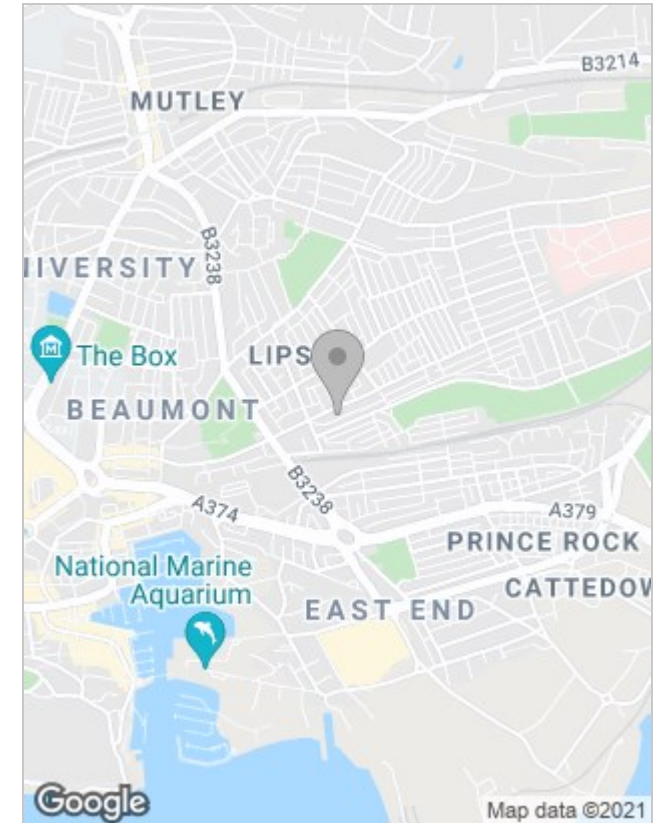 B3214
MUTLEY
B3238
IVERSITY
The Box
LIPS
BEAUMONT
B3238
A374
A379
PRINCE ROCK
National Marine
Aquarium
CATTEDOW
EAST END
Google
Map data ©2021